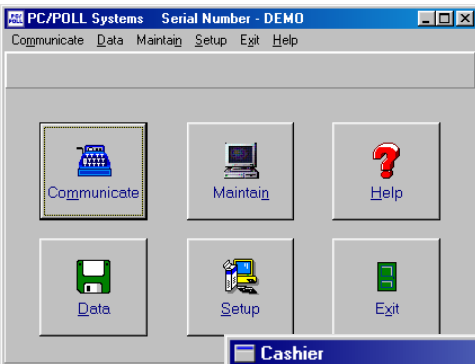 PC/POLL Systems Serial Number - DEMO
Communicate Data Maintain Setup Exit Help
Communicate Maintain Help
Data Setup Exit
Cashier